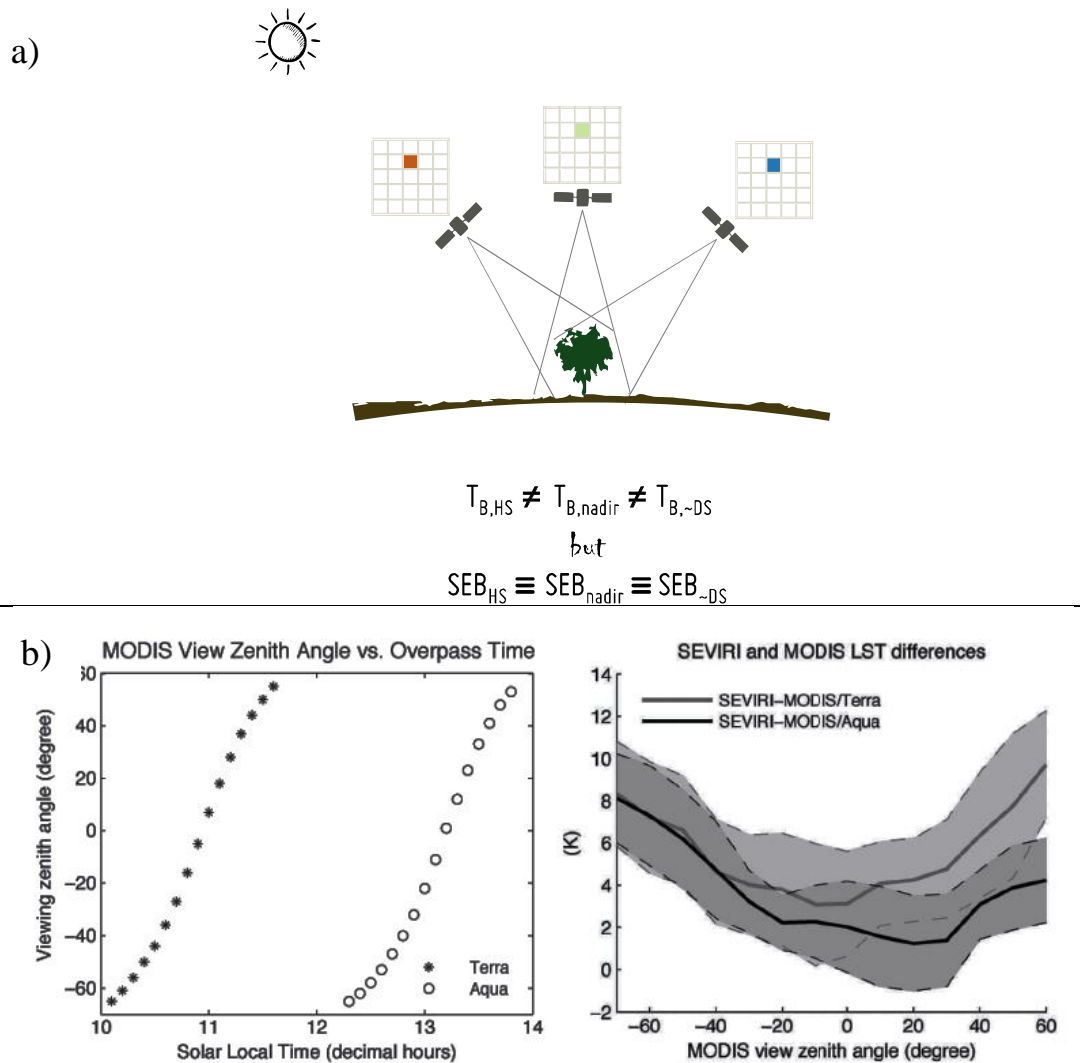 a)
T_B,HS ≠ T_B,nadir ≠ T_B,~DS
but
SEB_HS ≡ SEB_nadir ≡ SEB_~DS
b)
MODIS View Zenith Angle vs. Overpass Time
Viewing zenith angle (degree)
40
20
0
−20
−40
−60
Terra
Aqua
10 11 12 13 14
Solar Local Time (decimal hours)
SEVIRI and MODIS LST differences
(K)
14
12
10
8
6
4
2
0
−2
SEVIRI−MODIS/Terra
SEVIRI−MODIS/Aqua
−60 −40 −20 0 20 40 60
MODIS view zenith angle (degree)